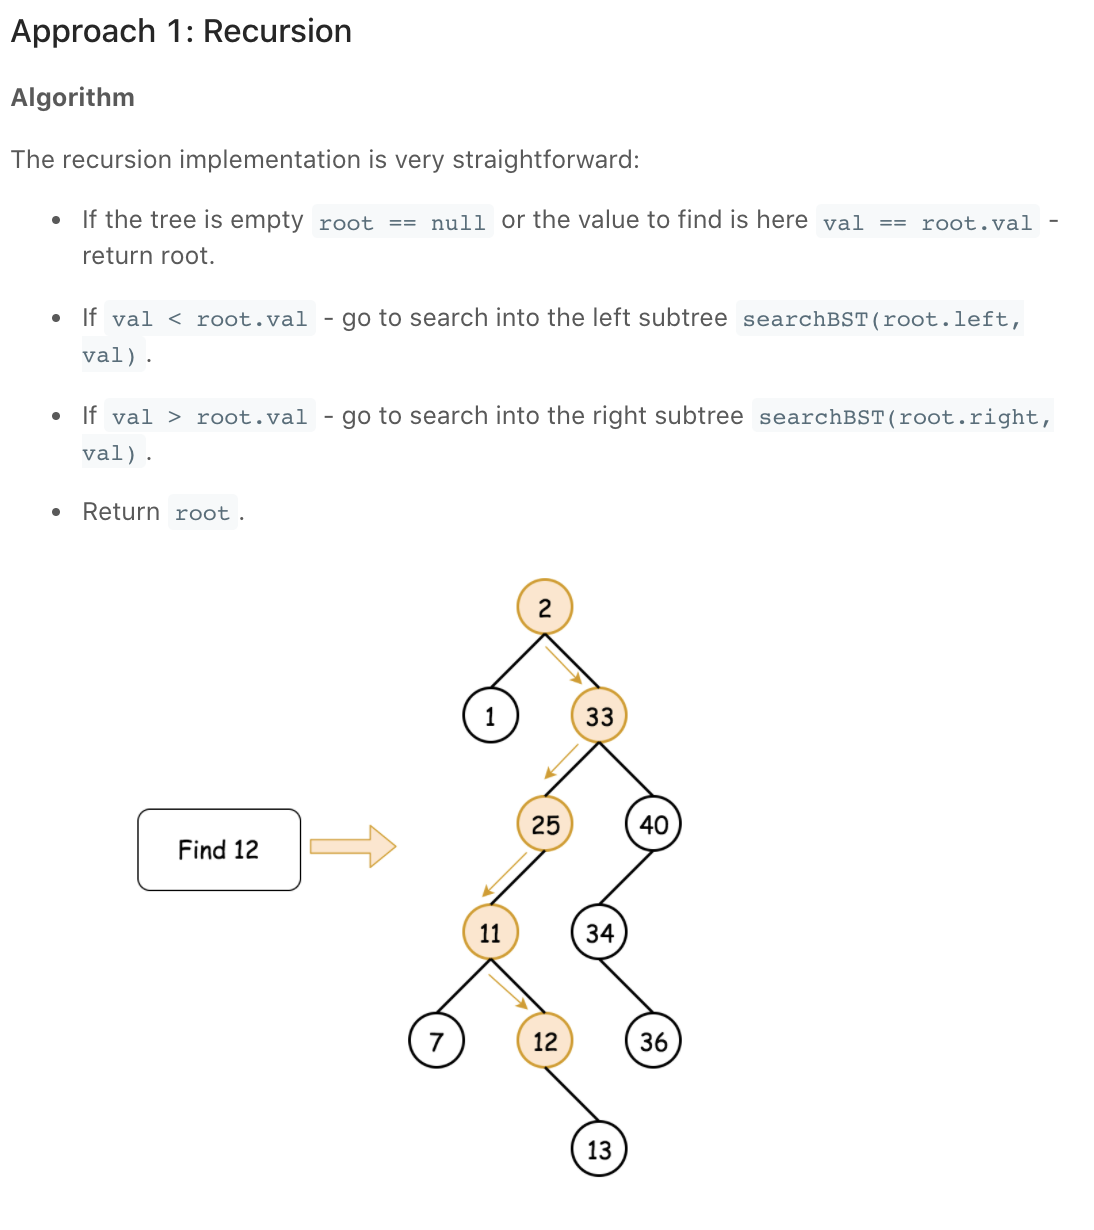 Approach 1: Recursion
Algorithm
The recursion implementation is very straightforward:
• If the tree is empty root == null or the value to find is here val == root.val -
return root.
• If val < root.val - go to search into the left subtree searchBST(root.left,
val) .
• If val > root.val - go to search into the right subtree searchBST(root.right,
val) .
• Return root .
2
1
33
25
40
Find 12
11
34
7
12
36
13